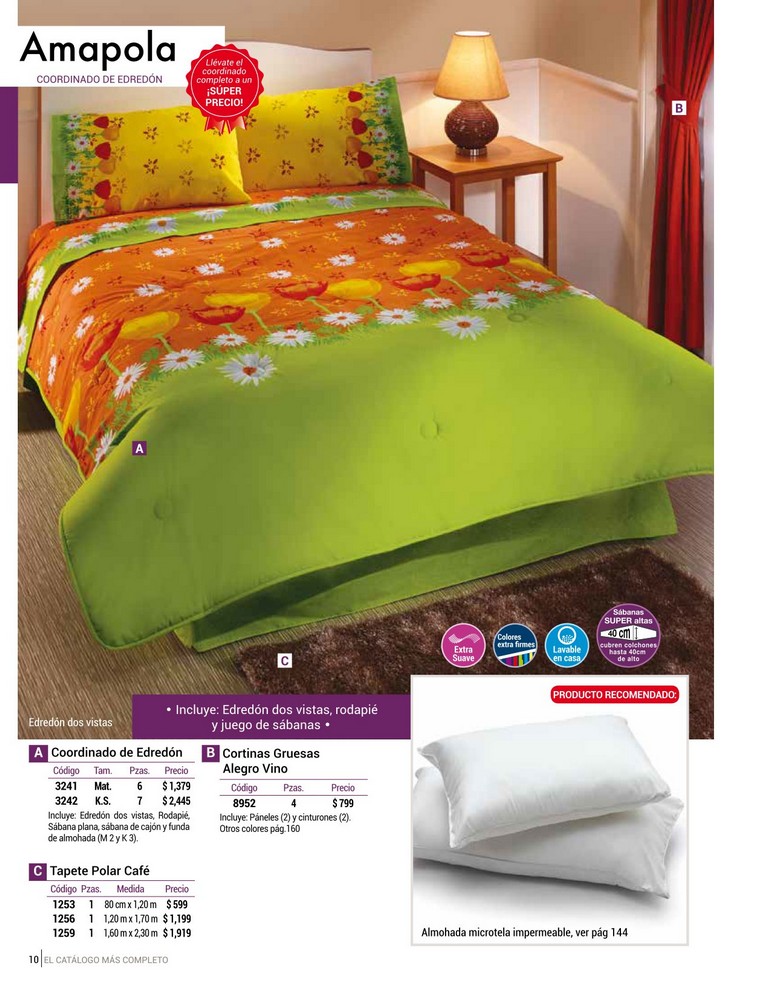 Amapola
COORDINADO DE EDREDÓN
Llévate el
coordinado
completo a un
¡SÚPER
PRECIO!
B
A
C
Extra
Suave
Colores
extra firmes
Lavable
en casa
Sábanas
SUPER altas
40 cm
cubren colchones
hasta 40cm
de alto
Edredón dos vistas
• Incluye: Edredón dos vistas, rodapié
y juego de sábanas •
PRODUCTO RECOMENDADO:
Almohada microtela impermeable, ver pág 144
A Coordinado de Edredón
Código Tam. Pzas. Precio
3241 Mat. 6 $1,379
3242 K.S. 7 $2,445
Incluye: Edredón dos vistas, Rodapié,
Sábana plana, sábana de cajón y funda
de almohada (M 2 y K 3).
B Cortinas Gruesas
Alegro Vino
Código Pzas. Precio
8952 4 $799
Incluye: Páneles (2) y cinturones (2).
Otros colores pág.160
C Tapete Polar Café
Código Pzas. Medida Precio
1253 1 80 cm x 1,20 m $599
1256 1 1,20 m x 1,70 m $1,199
1259 1 1,60 m x 2,30 m $1,919
10 EL CATÁLOGO MÁS COMPLETO